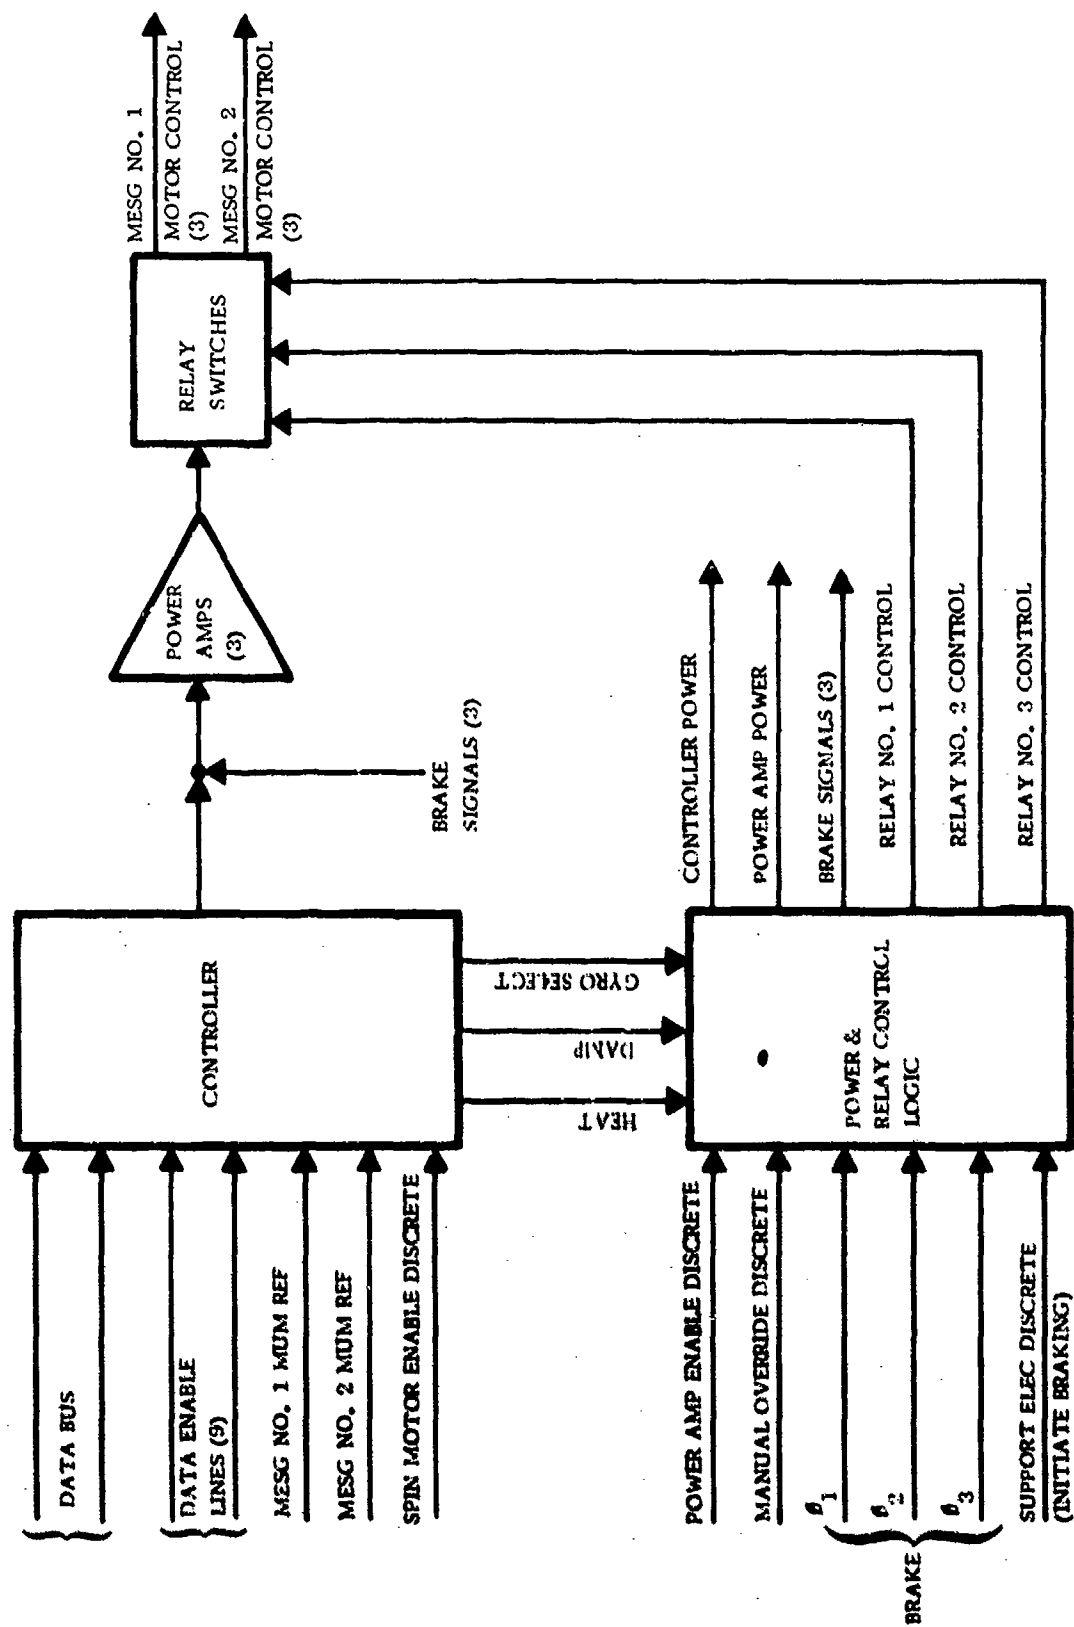 DATA BUS
DATA ENABLE
LINES (9)
MESG NO. 1 MUM REF
MESG NO. 2 MUM REF
SPIN MOTOR ENABLE DISCRETE
CONTROLLER
BRAKE
SIGNALS (3)
POWER
AMPS
(3)
RELAY
SWITCHES
MESG NO. 1
MOTOR CONTROL
(3)
MESG NO. 2
MOTOR CONTROL
(3)
HEAT
DAMP
GYRO SELECT
POWER AMP ENABLE DISCRETE
MANUAL OVERRIDE DISCRETE
BRAKE
ø1
ø2
ø3
SUPPORT ELEC DISCRETE
(INITIATE BRAKING)
POWER &
RELAY CONTROL
LOGIC
CONTROLLER POWER
POWER AMP POWER
BRAKE SIGNALS (3)
RELAY NO. 1 CONTROL
RELAY NO. 2 CONTROL
RELAY NO. 3 CONTROL